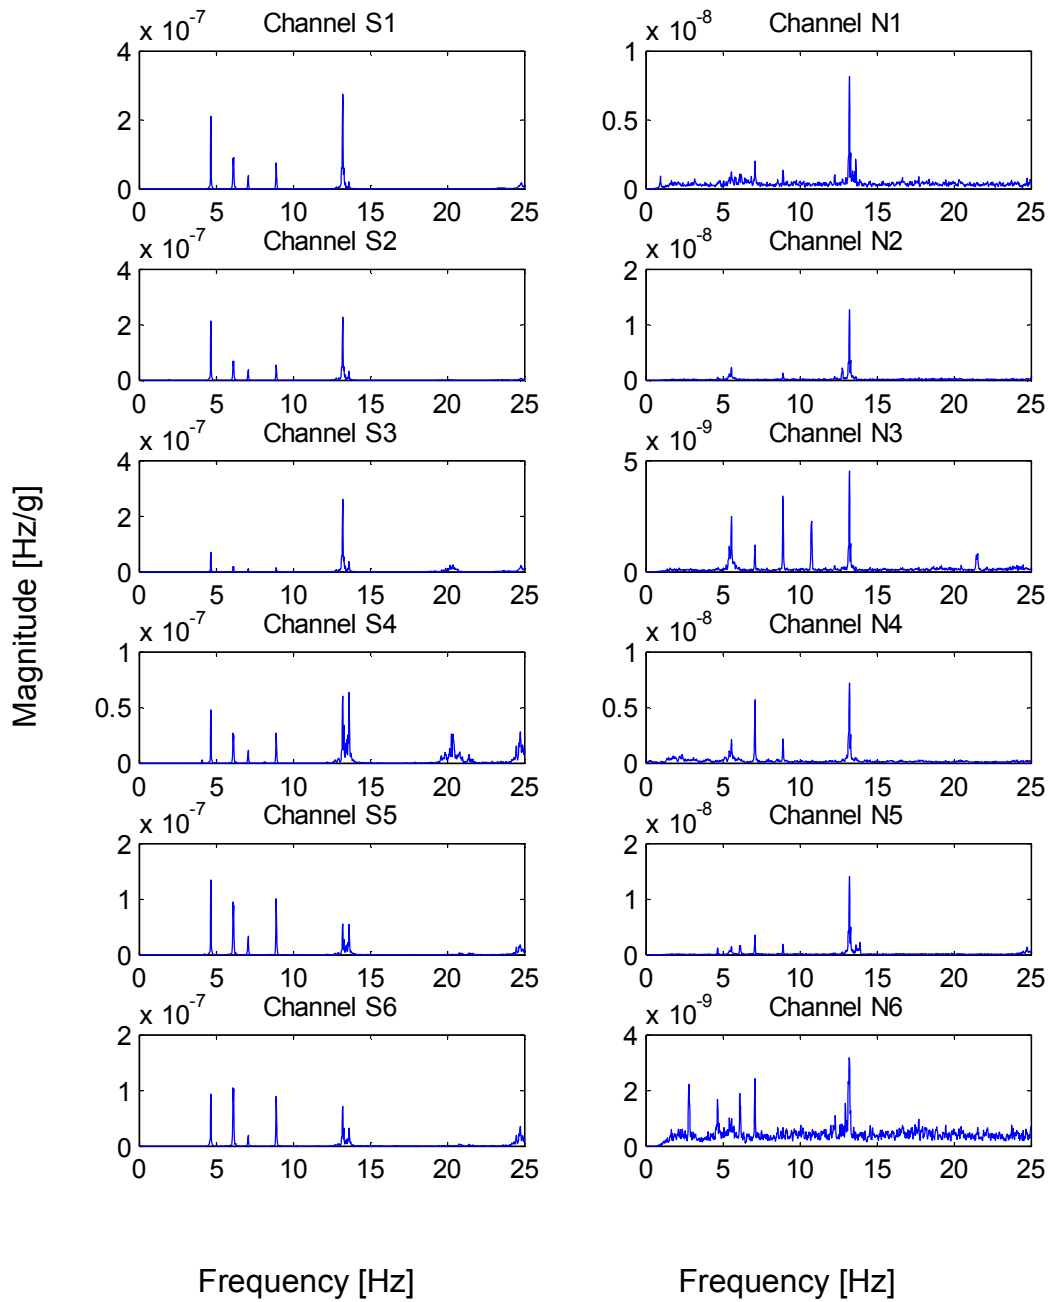 x 10-7 Channel S1
4
2
0
0 5 10 15 20 25
x 10-8 Channel N1
1
0.5
0
0 5 10 15 20 25
x 10-7 Channel S2
4
2
0
0 5 10 15 20 25
x 10-8 Channel N2
2
1
0
0 5 10 15 20 25
x 10-7 Channel S3
4
2
0
0 5 10 15 20 25
x 10-9 Channel N3
5
0
0 5 10 15 20 25
Magnitude [Hz/g]
x 10-7 Channel S4
1
0.5
0
0 5 10 15 20 25
x 10-8 Channel N4
1
0.5
0
0 5 10 15 20 25
x 10-7 Channel S5
2
1
0
0 5 10 15 20 25
x 10-8 Channel N5
2
1
0
0 5 10 15 20 25
x 10-7 Channel S6
2
1
0
0 5 10 15 20 25
x 10-9 Channel N6
4
2
0
0 5 10 15 20 25
Frequency [Hz]
Frequency [Hz]